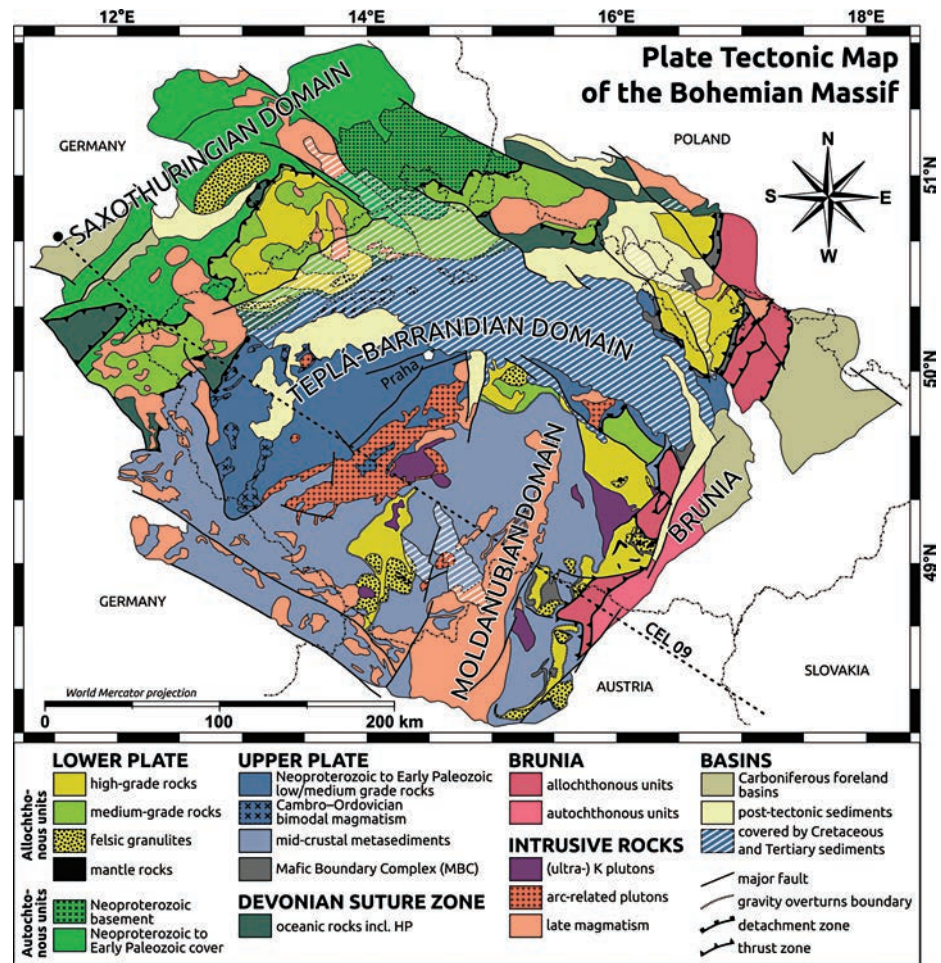 12°E
14°E
16°E
18°E
Plate Tectonic Map
of the Bohemian Massif
GERMANY
POLAND
N
S
E
W
51°N
50°N
49°N
SAXOTHURINGIAN DOMAIN
TEPLÁ-BARRANDIAN DOMAIN
Praha
MOLDANUBIAN DOMAIN
BRUNIA
GERMANY
CEL 09
SLOVAKIA
AUSTRIA
World Mercator projection
0 100 200 km
LOWER PLATE
Allochtho-
nous units
high-grade rocks
medium-grade rocks
felsic granulites
mantle rocks
Autochto-
nous units
Neoproterozoic
basement
Neoproterozoic to
Early Paleozoic cover
UPPER PLATE
Neoproterozoic to Early Paleozoic
low/medium grade rocks
Cambro–Ordovician
bimodal magmatism
mid-crustal metasediments
Mafic Boundary Complex (MBC)
DEVONIAN SUTURE ZONE
oceanic rocks incl. HP
BRUNIA
allochthonous units
autochthonous units
INTRUSIVE ROCKS
(ultra-) K plutons
arc-related plutons
late magmatism
BASINS
Carboniferous foreland
basins
post-tectonic sediments
covered by Cretaceous
and Tertiary sediments
major fault
gravity overturns boundary
detachment zone
thrust zone